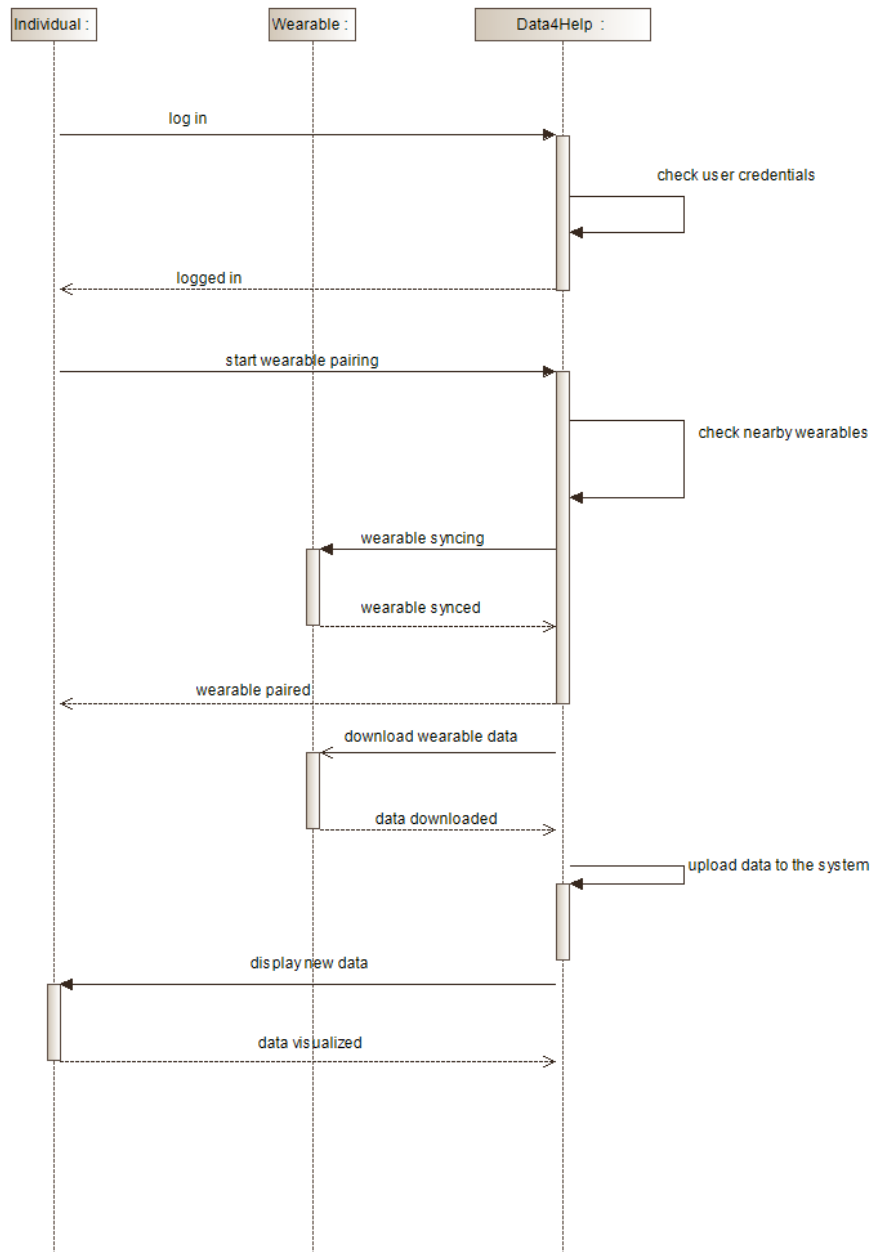 Individual :
Wearable :
Data4Help :
log in
check user credentials
logged in
start wearable pairing
check nearby wearables
wearable syncing
wearable synced
wearable paired
download wearable data
data downloaded
upload data to the system
display new data
data visualized